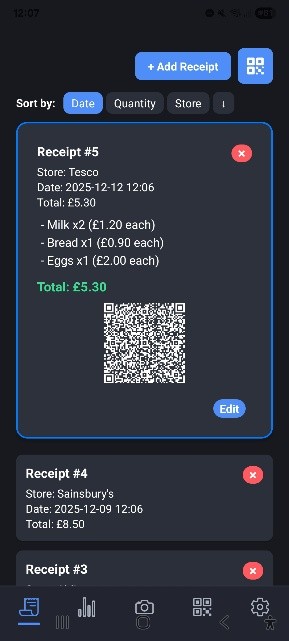 12:07
+ Add Receipt
Sort by: Date Quantity Store ↓
Receipt #5
Store: Tesco
Date: 2025-12-12 12:06
Total: £5.30
- Milk x2 (£1.20 each)
- Bread x1 (£0.90 each)
- Eggs x1 (£2.00 each)
Total: £5.30
Edit
Receipt #4
Store: Sainsbury's
Date: 2025-12-09 12:06
Total: £8.50
Receipt #3